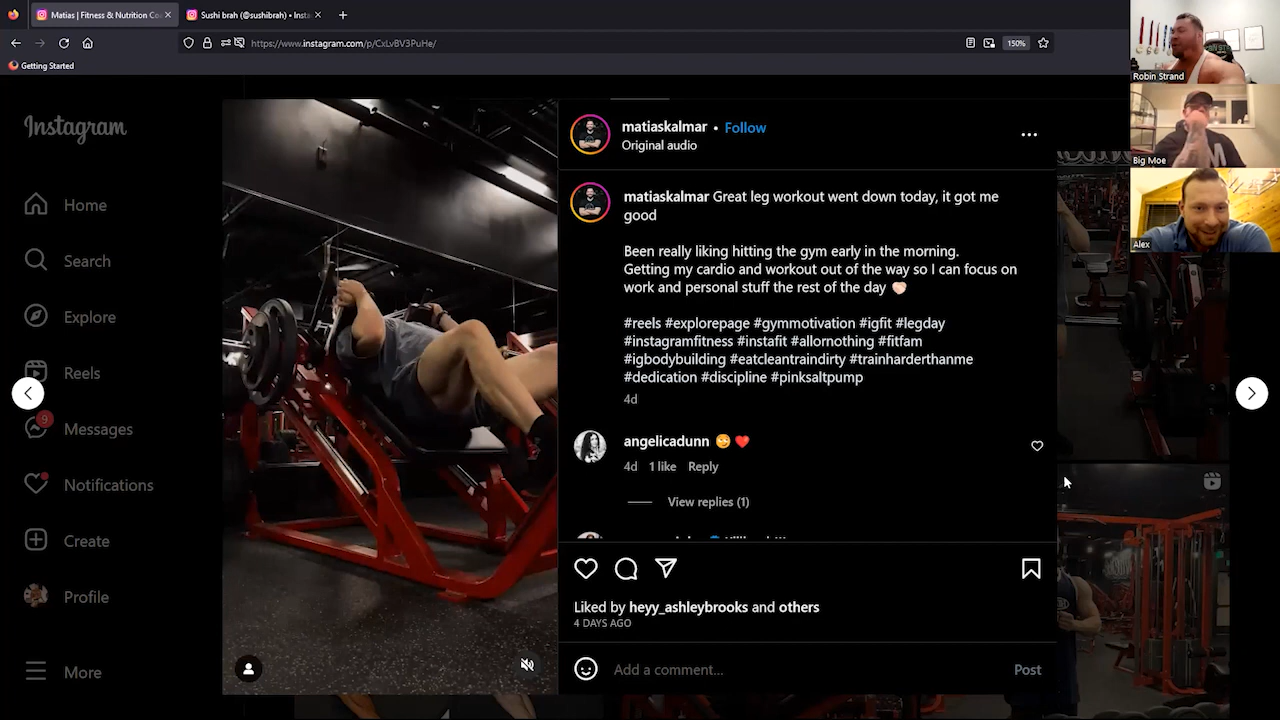 Matias | Fitness & Nutrition Co
Sushi brah (@sushibrah) • Insta
https://www.instagram.com/p/CxLvBV3PuHe/
150%
Getting Started
Robin Strand
Big Moe
Alex
Instagram
Home
Search
Explore
Reels
9
Messages
Notifications
Create
Profile
More
matiaskalmar • Follow
Original audio
matiaskalmar Great leg workout went down today, it got me
good
Been really liking hitting the gym early in the morning.
Getting my cardio and workout out of the way so I can focus on
work and personal stuff the rest of the day
#reels #explorepage #gymmotivation #igfit #legday
#instagramfitness #instafit #allornothing #fitfam
#igbodybuilding #eatcleantraindirty #trainharderthanme
#dedication #discipline #pinksaltpump
4d
angelicadunn
4d 1 like Reply
View replies (1)
Liked by heyy_ashleybrooks and others
4 DAYS AGO
Add a comment...
Post